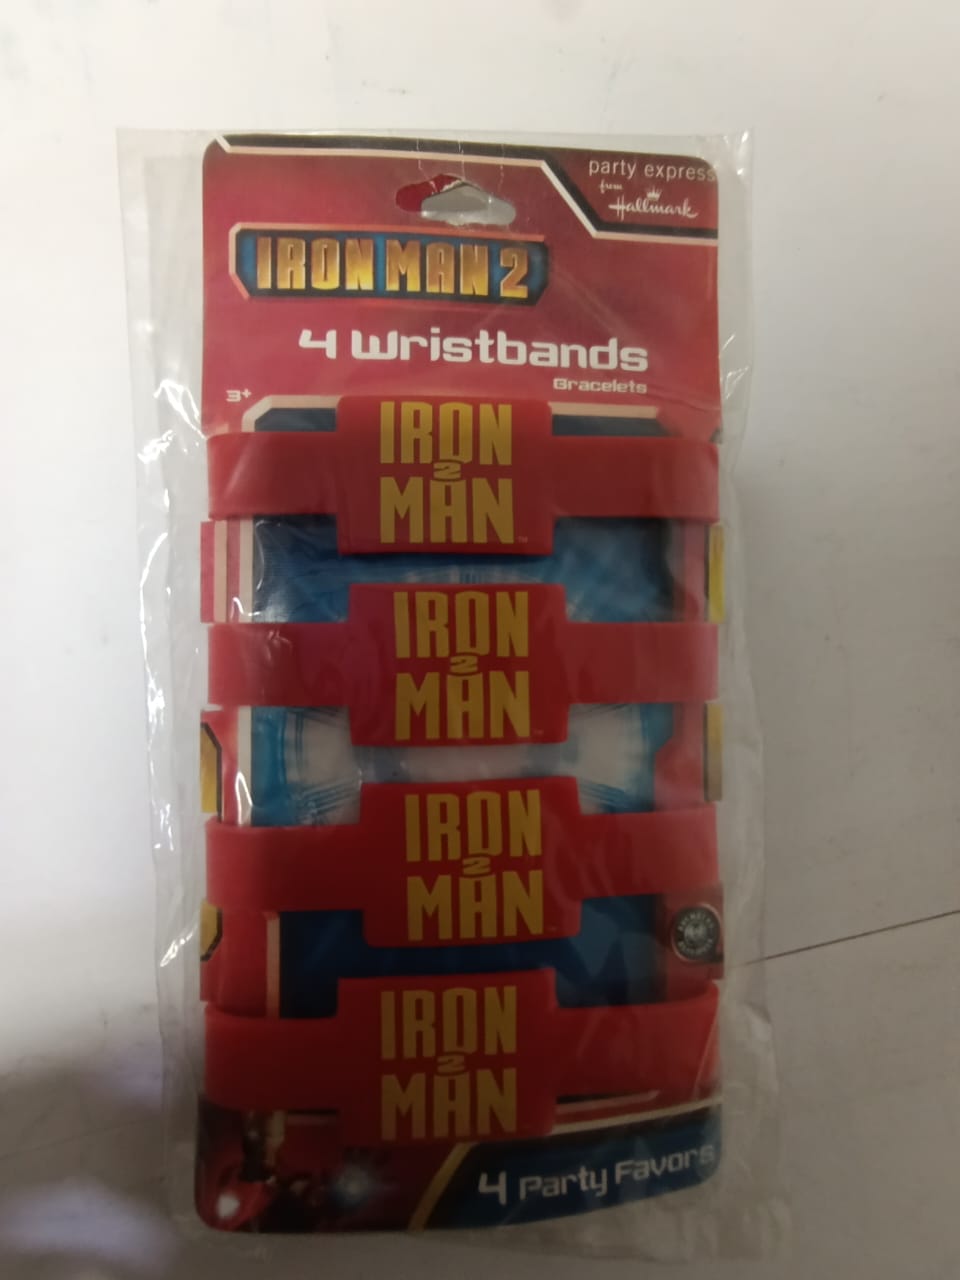 party express
from
Hallmark
IRON MAN 2
4 Wristbands
Bracelets
3+
IRON
2
MAN
™
IRON
2
MAN
IRON
2
MAN
IRON
2
MAN
4 Party Favors